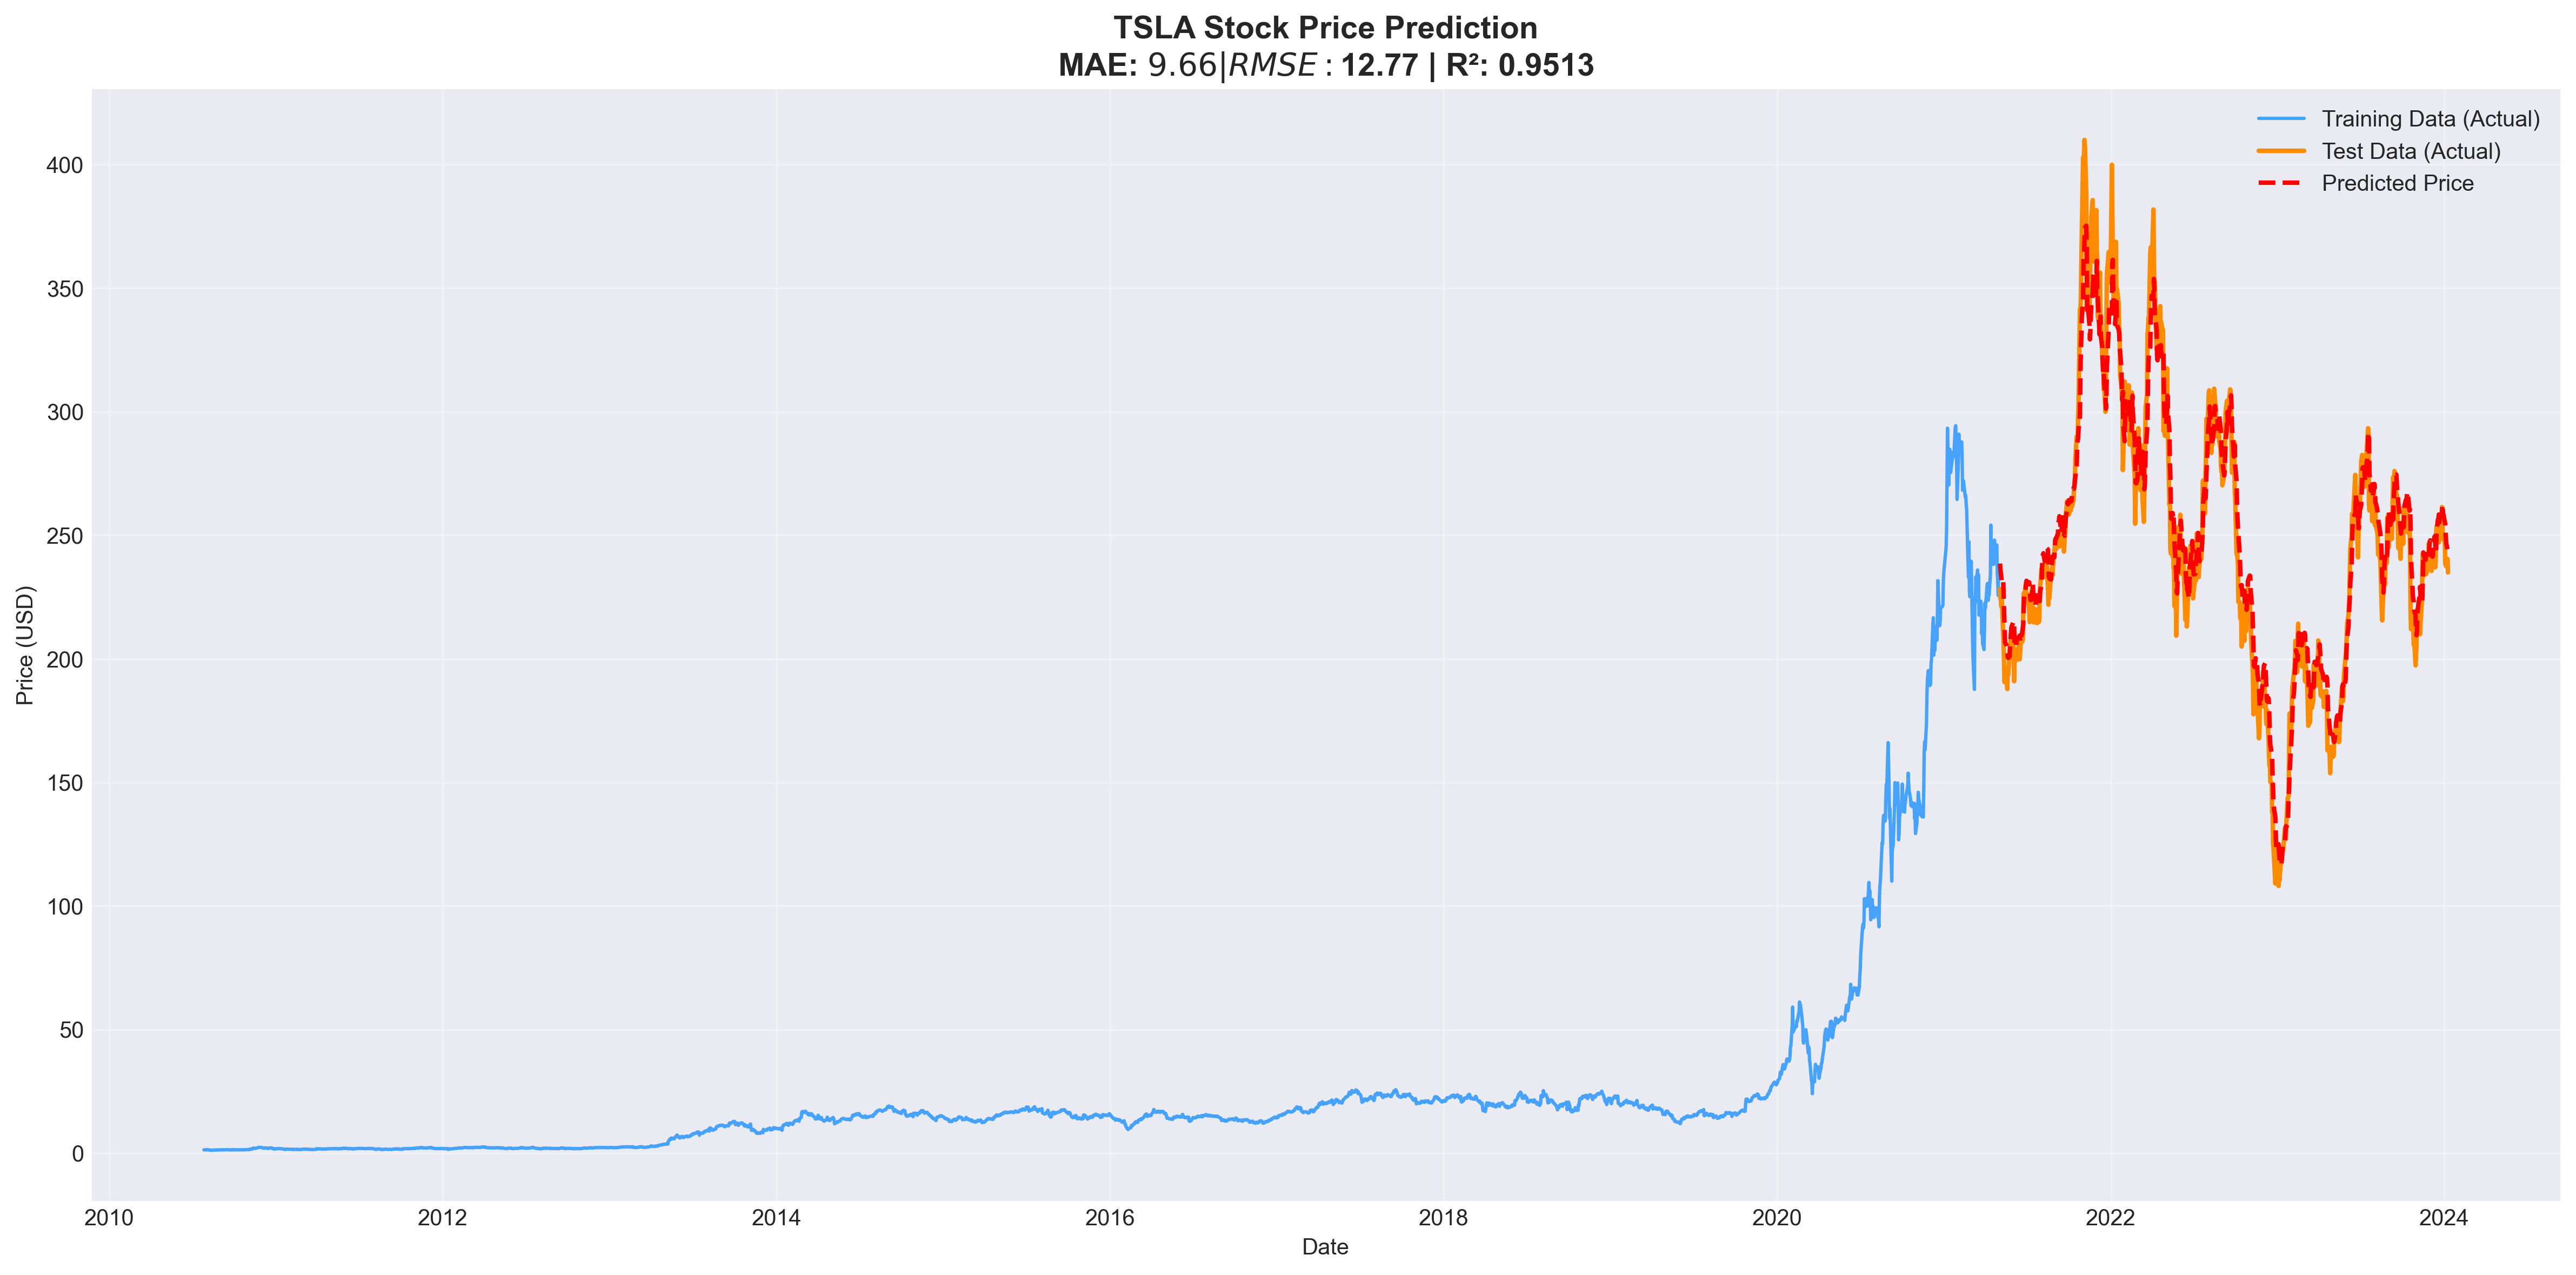 TSLA Stock Price Prediction
MAE: 9.66|RMSE:12.77 | R²: 0.9513
Training Data (Actual)
Test Data (Actual)
Predicted Price
Price (USD)
400
350
300
250
200
150
100
50
0
2010 2012 2014 2016 2018 2020 2022 2024
Date